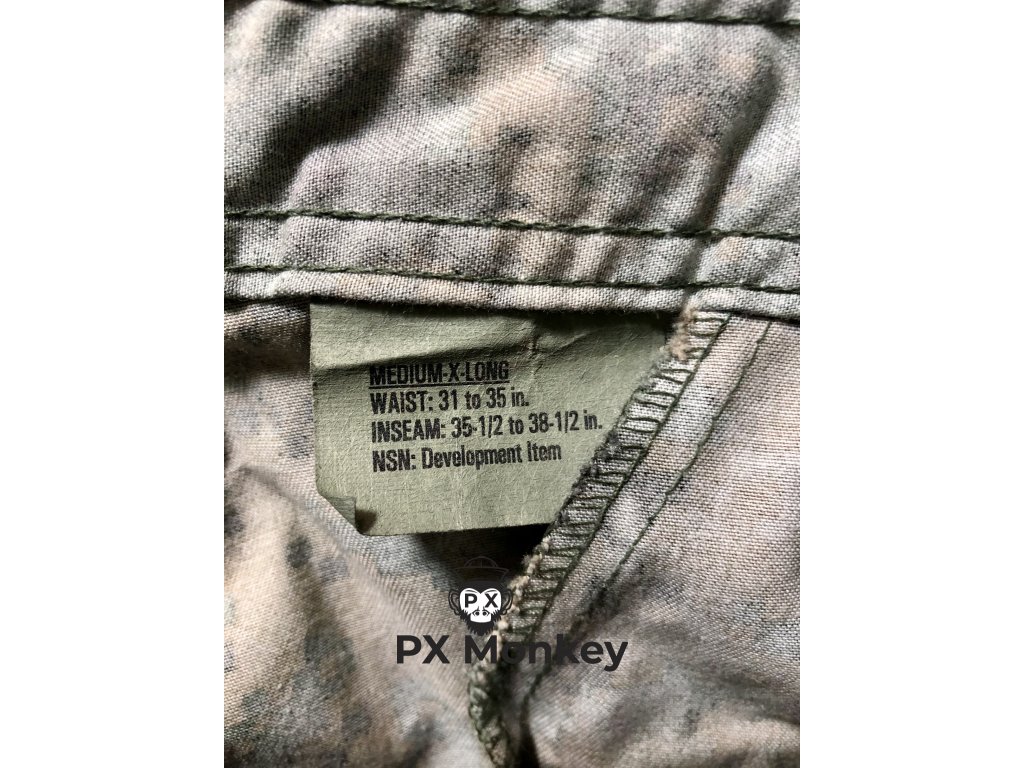 MEDIUM-X-LONG
WAIST: 31 to 35 in.
INSEAM: 35-1/2 to 38-1/2 in.
NSN: Development Item
PX
PX Monkey